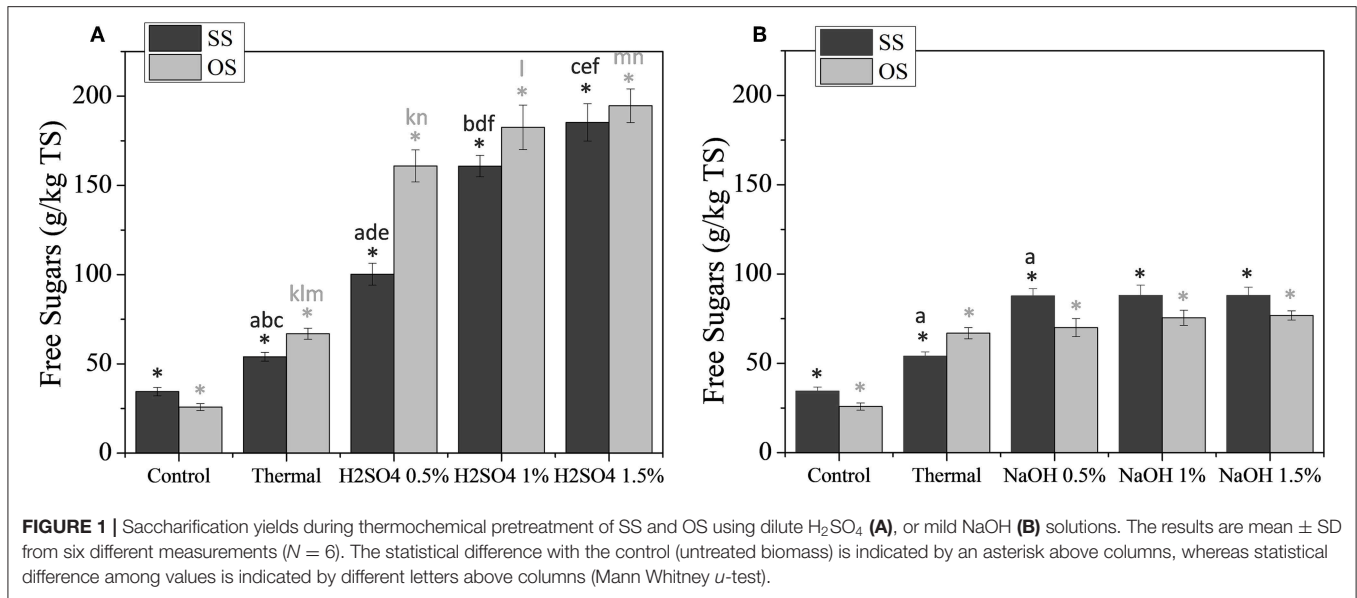 A
SS
OS
Free Sugars (g/kg TS)
200
150
100
50
0
*
*
abc
*
klm
*
ade
*
kn
*
bdf
*
l
*
cef
*
mn
*
Control
Thermal
H2SO4 0.5%
H2SO4 1%
H2SO4 1.5%
B
SS
OS
Free Sugars (g/kg TS)
200
150
100
50
0
*
*
a
*
*
a
*
*
*
*
*
*
Control
Thermal
NaOH 0.5%
NaOH 1%
NaOH 1.5%
FIGURE 1 | Saccharification yields during thermochemical pretreatment of SS and OS using dilute H₂SO₄ (A), or mild NaOH (B) solutions. The results are mean ± SD
from six different measurements (N = 6). The statistical difference with the control (untreated biomass) is indicated by an asterisk above columns, whereas statistical
difference among values is indicated by different letters above columns (Mann Whitney u-test).